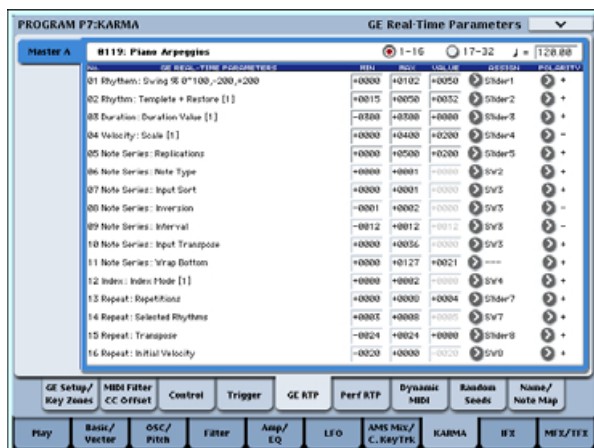 PROGRAM P7:KARMA GE Real-Time Parameters
Master A 0119: Piano Arpeggios 1-16 17-32 ♩ = 120.00
No. GE REAL-TIME PARAMETERS MIN MAX VALUE ASSIGN POLARITY
01 Rhythm: Swing % 0~100,-200,+200 +0000 +0102 +0050 Slider1 +
02 Rhythm: Template + Restore [1] +0015 +0050 +0032 Slider2 +
03 Duration: Duration Value [1] -0300 +0300 +0000 Slider3 +
04 Velocity: Scale [1] +0000 +0400 +0200 Slider4 -
05 Note Series: Replications +0000 +0500 +0200 Slider5 +
06 Note Series: Note Type +0000 +0001 +0000 SW2 +
07 Note Series: Input Sort +0000 +0001 +0000 SW3 +
08 Note Series: Inversion -0001 +0002 +0000 SW3 -
09 Note Series: Interval -0012 +0012 +0012 SW3 -
10 Note Series: Input Transpose +0000 +0036 +0000 SW3 +
11 Note Series: Wrap Bottom +0000 +0127 +0021 --- +
12 Index: Index Mode [1] +0000 +0002 +0000 SW4 +
13 Repeat: Repetitions +0000 +0004 Slider7 +
14 Repeat: Selected Rhythms +0003 +0008 SW7 +
15 Repeat: Transpose -0024 +0024 +0000 Slider8 +
16 Repeat: Initial Velocity -0020 +0000 -0020 SW8 +
GE Setup/ Key Zones MIDI Filter CC Offset Control Trigger GE RTP Perf RTP Dynamic MIDI Random Seeds Name/ Note Map
Play Basic/ Vector OSC/ Pitch Filter Amp/ EQ LFO AMS Mix/ C.KeyTrk KARMA IFX MFX/TFX